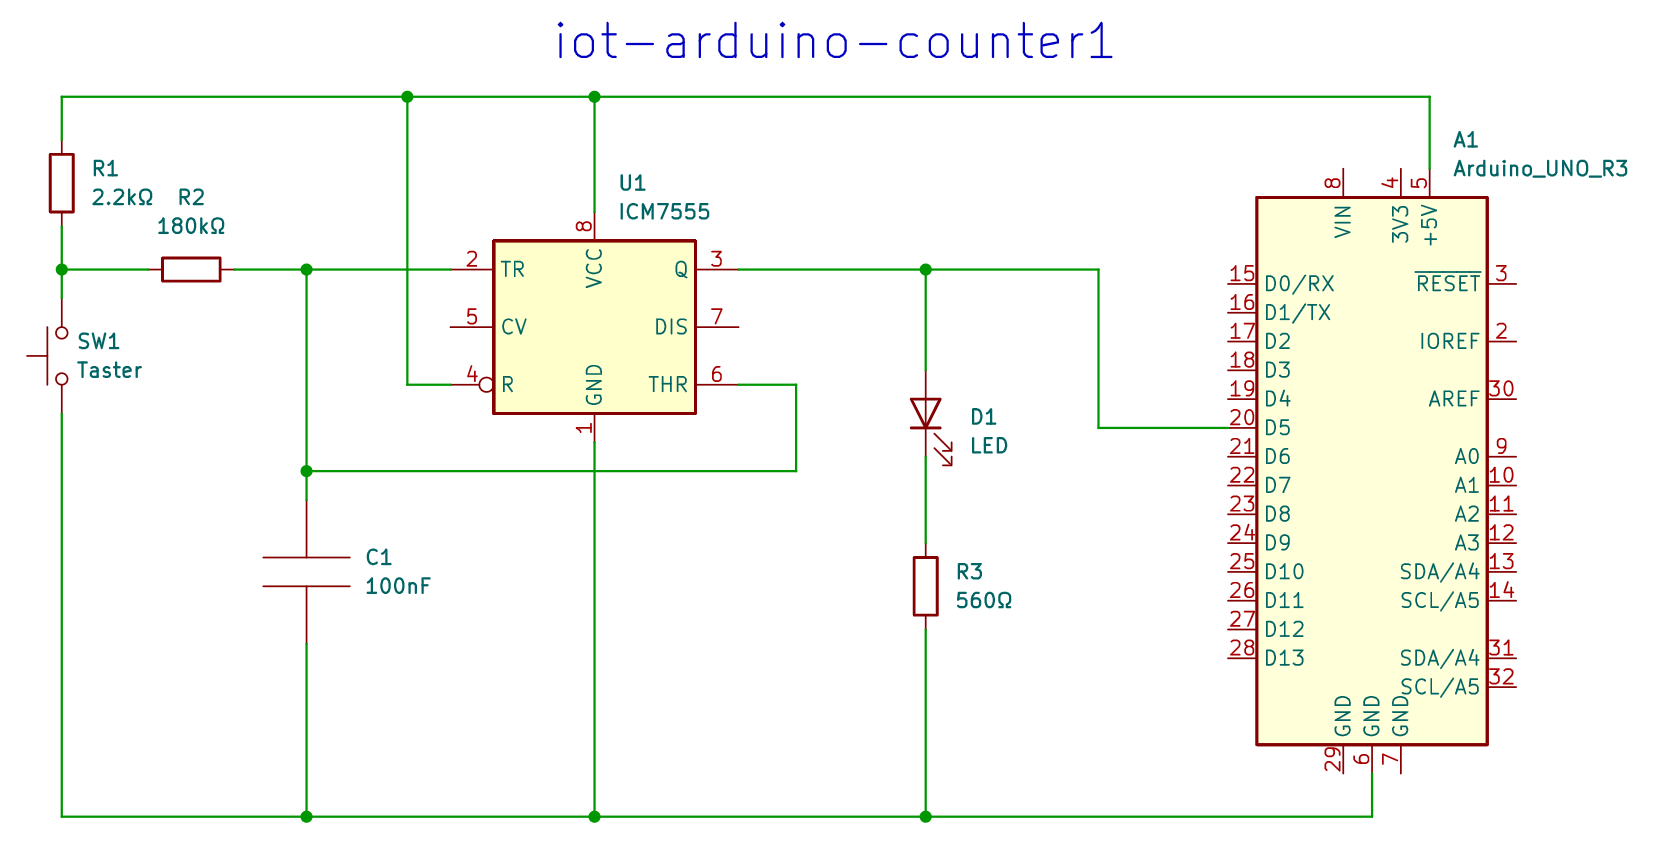 iot-arduino-counter1
R1
2.2kΩ
R2
180kΩ
SW1
Taster
U1
ICM7555
2
TR
5
CV
4
R
8
VCC
GND
1
Q
3
DIS
7
THR
6
C1
100nF
D1
LED
R3
560Ω
A1
Arduino_UNO_R3
8
VIN
4
3V3
5
+5V
15
D0/RX
16
D1/TX
17
D2
18
D3
19
D4
20
D5
21
D6
22
D7
23
D8
24
D9
25
D10
26
D11
27
D12
28
D13
RESET
3
IOREF
2
AREF
30
A0
9
A1
10
A2
11
A3
12
SDA/A4
13
SCL/A5
14
SDA/A4
31
SCL/A5
32
GND
29
GND
6
GND
7